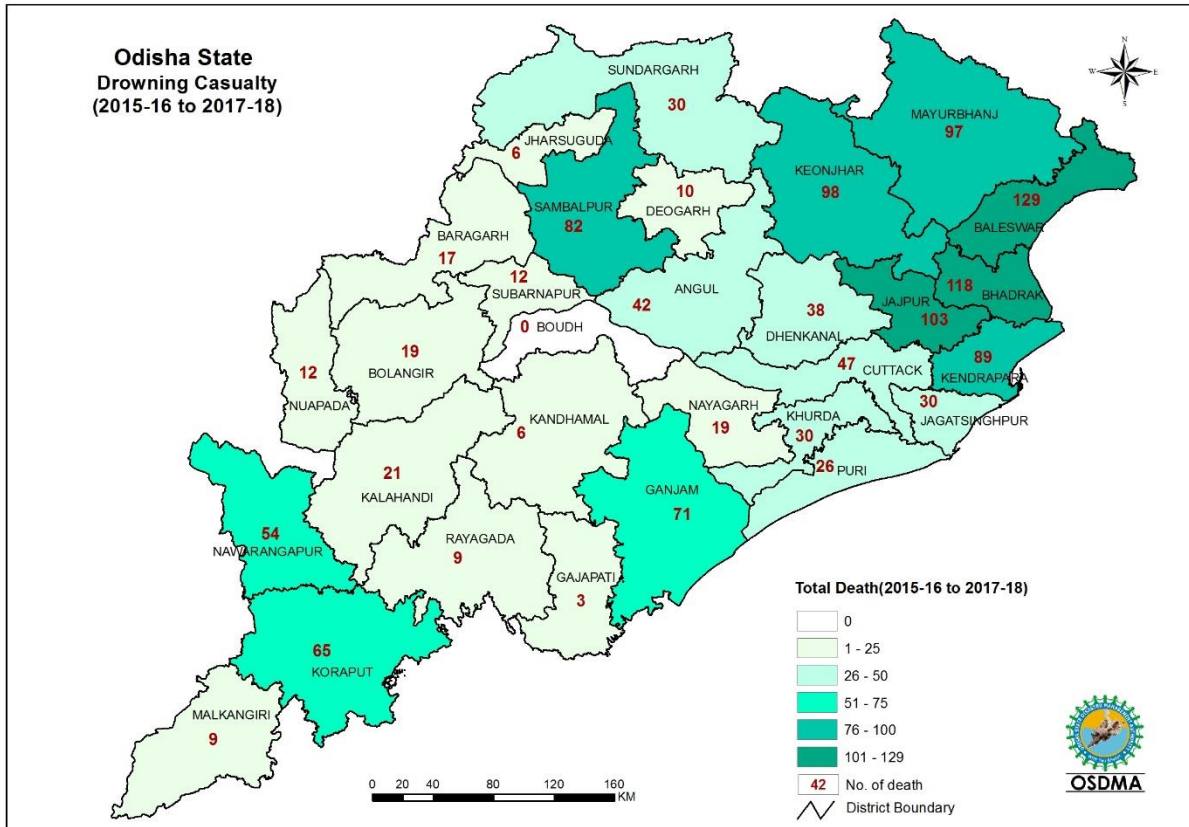 Odisha State
Drowning Casualty
(2015-16 to 2017-18)
N
W
E
S
SUNDARGARH
30
MAYURBHANJ
97
JHARSUGUDA
6
KEONJHAR
98
SAMBALPUR
82
10
DEOGARH
129
BALESWAR
BARAGARH
17
12
SUBARNAPUR
ANGUL
42
118
BHADRAK
JAJPUR
103
38
DHENKANAL
0 BOUDH
19
BOLANGIR
12
NUAPADA
47
CUTTACK
89
KENDRAPARA
30
JAGATSINGHPUR
NAYAGARH
19
KHURDA
30
26 PURI
KANDHAMAL
6
21
KALAHANDI
GANJAM
71
54
NAWARANGAPUR
RAYAGADA
9
GAJAPATI
3
65
KORAPUT
MALKANGIRI
9
Total Death(2015-16 to 2017-18)
0
1 - 25
26 - 50
51 - 75
76 - 100
101 - 129
42 No. of death
District Boundary
0 20 40 80 120 160
KM
OSDMA